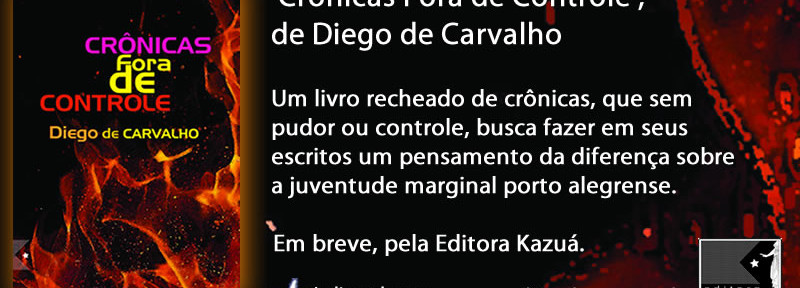 CRÔNICAS
fora
DE
CONTROLE
Diego de CARVALHO
'Crônicas Fora de Controle',
de Diego de Carvalho
Um livro recheado de crônicas, que sem
pudor ou controle, busca fazer em seus
escritos um pensamento da diferença sobre
a juventude marginal porto alegrense.
Em breve, pela Editora Kazuá.